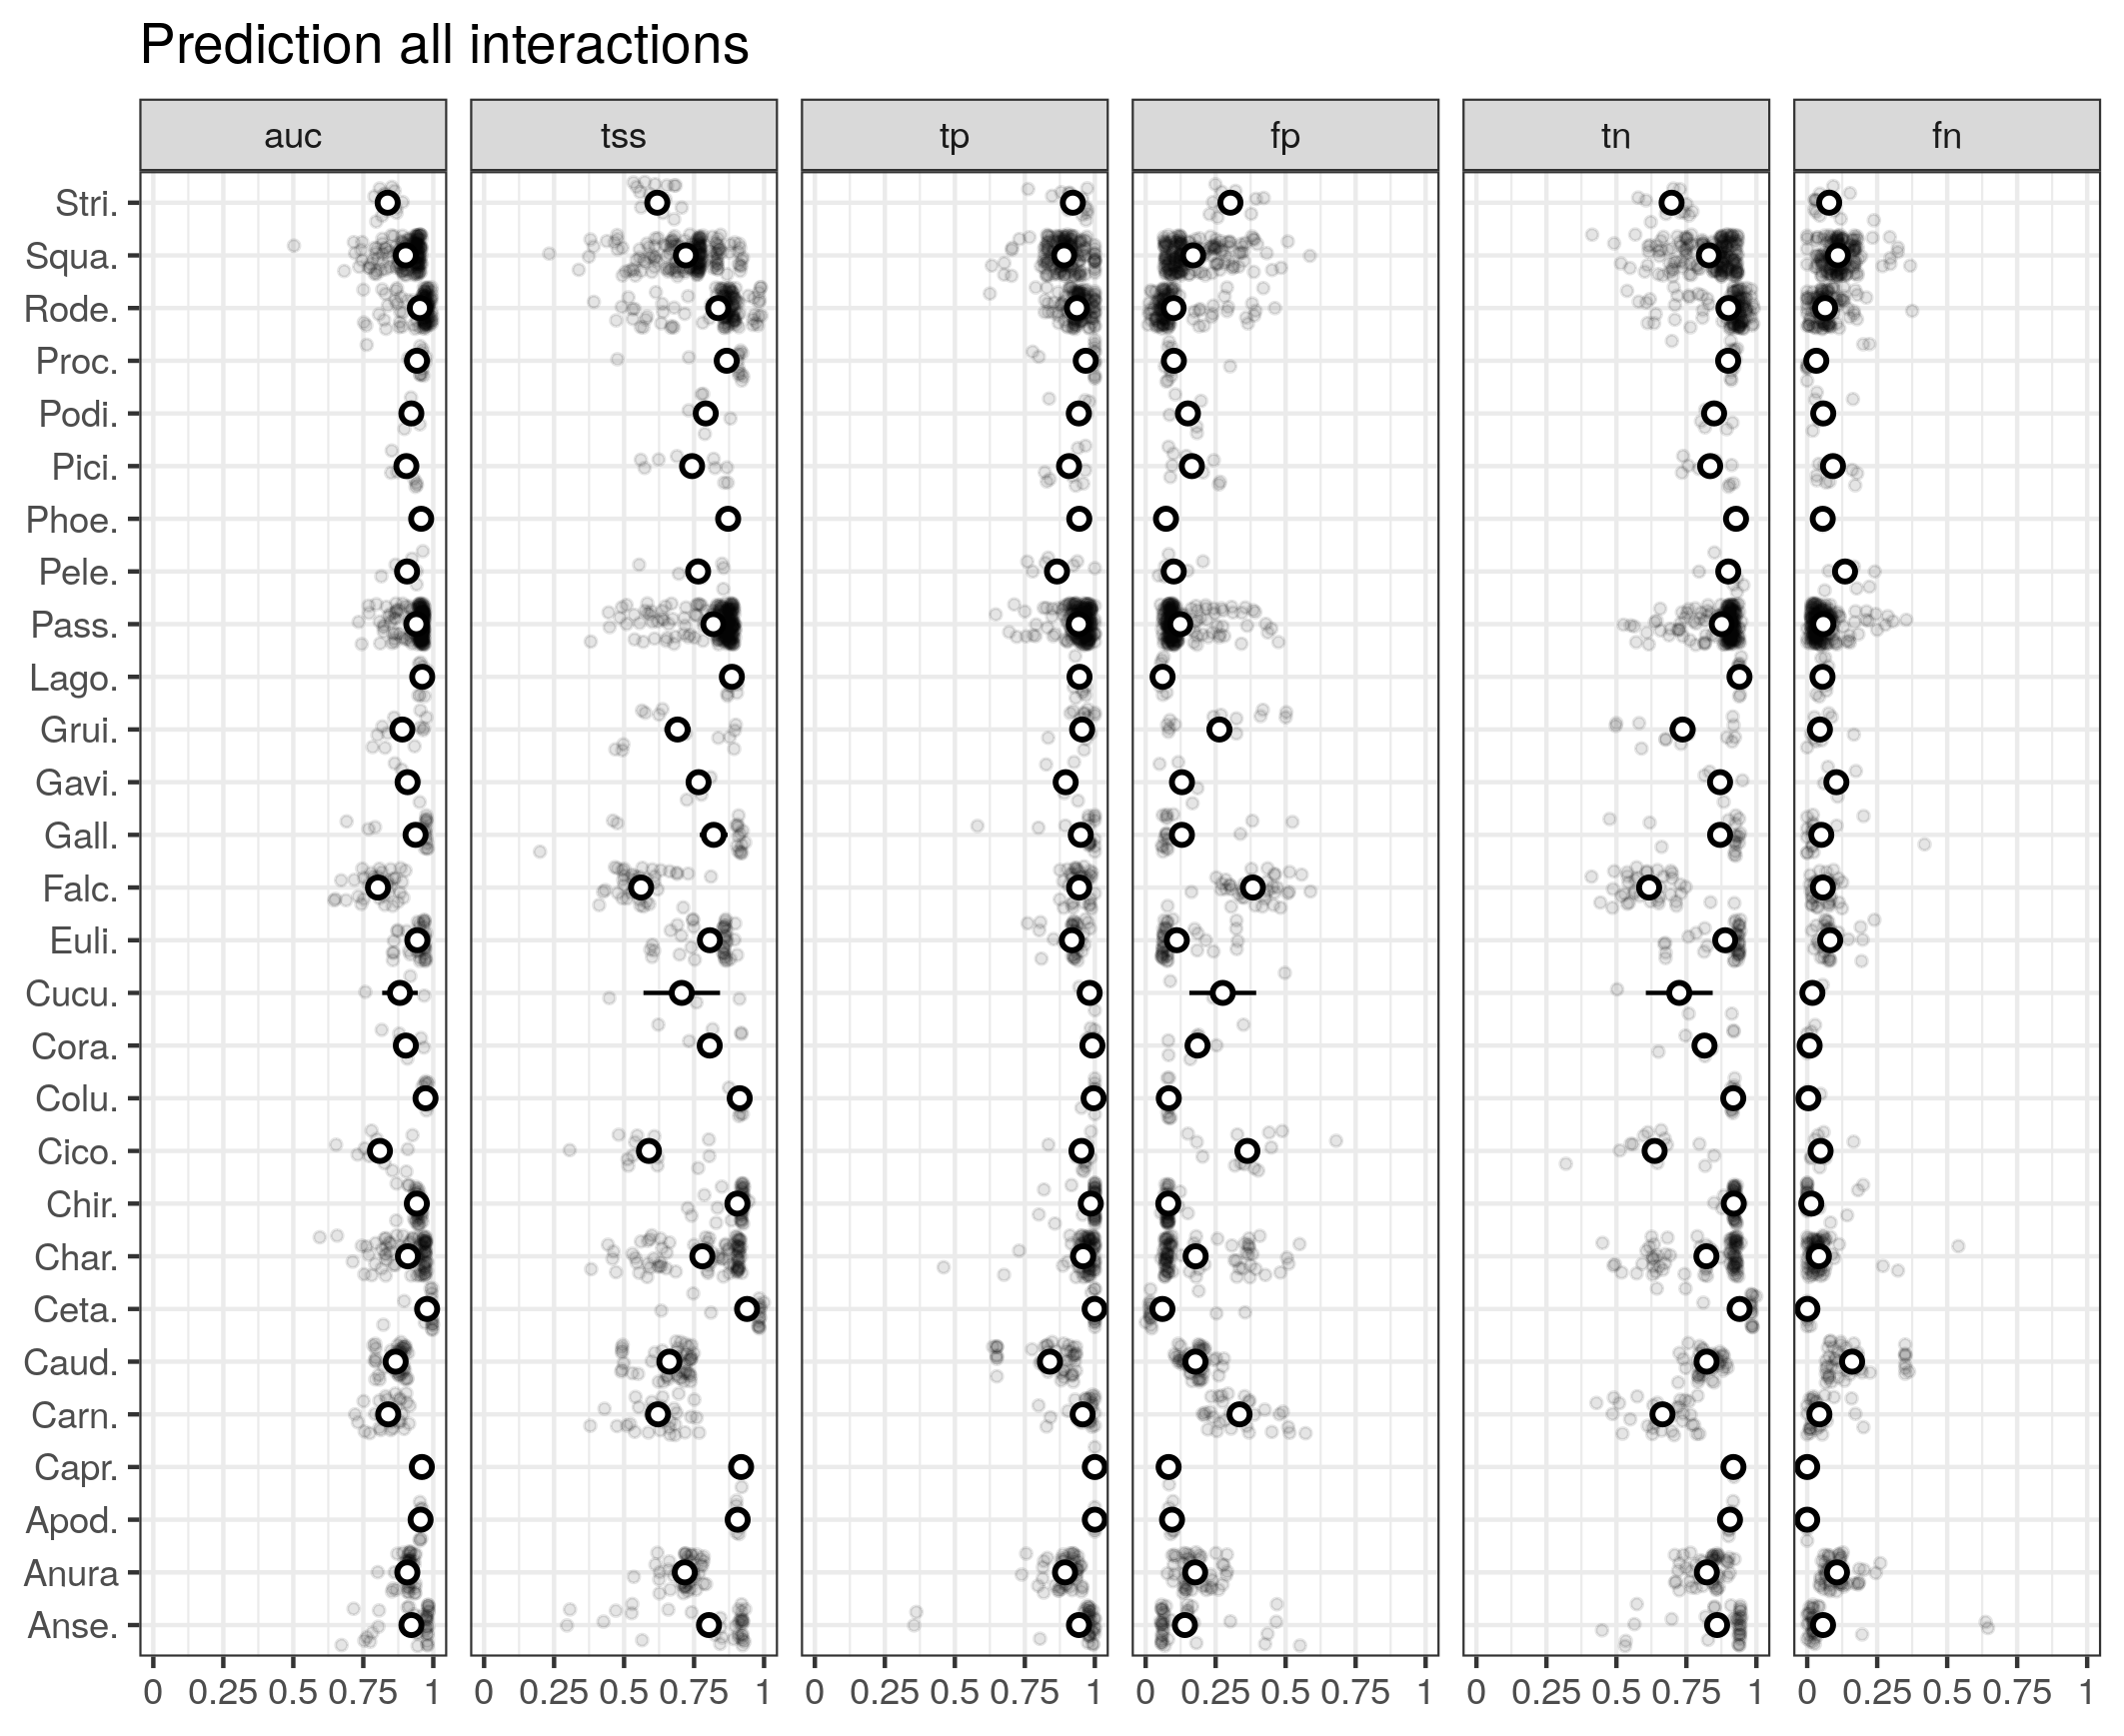 Prediction all interactions
auc tss tp fp tn fn
Stri.
Squa.
Rode.
Proc.
Podi.
Pici.
Phoe.
Pele.
Pass.
Lago.
Grui.
Gavi.
Gall.
Falc.
Euli.
Cucu.
Cora.
Colu.
Cico.
Chir.
Char.
Ceta.
Caud.
Carn.
Capr.
Apod.
Anura
Anse.
0 0.25 0.5 0.75 1 0 0.25 0.5 0.75 1 0 0.25 0.5 0.75 1 0 0.25 0.5 0.75 1 0 0.25 0.5 0.75 1 0 0.25 0.5 0.75 1